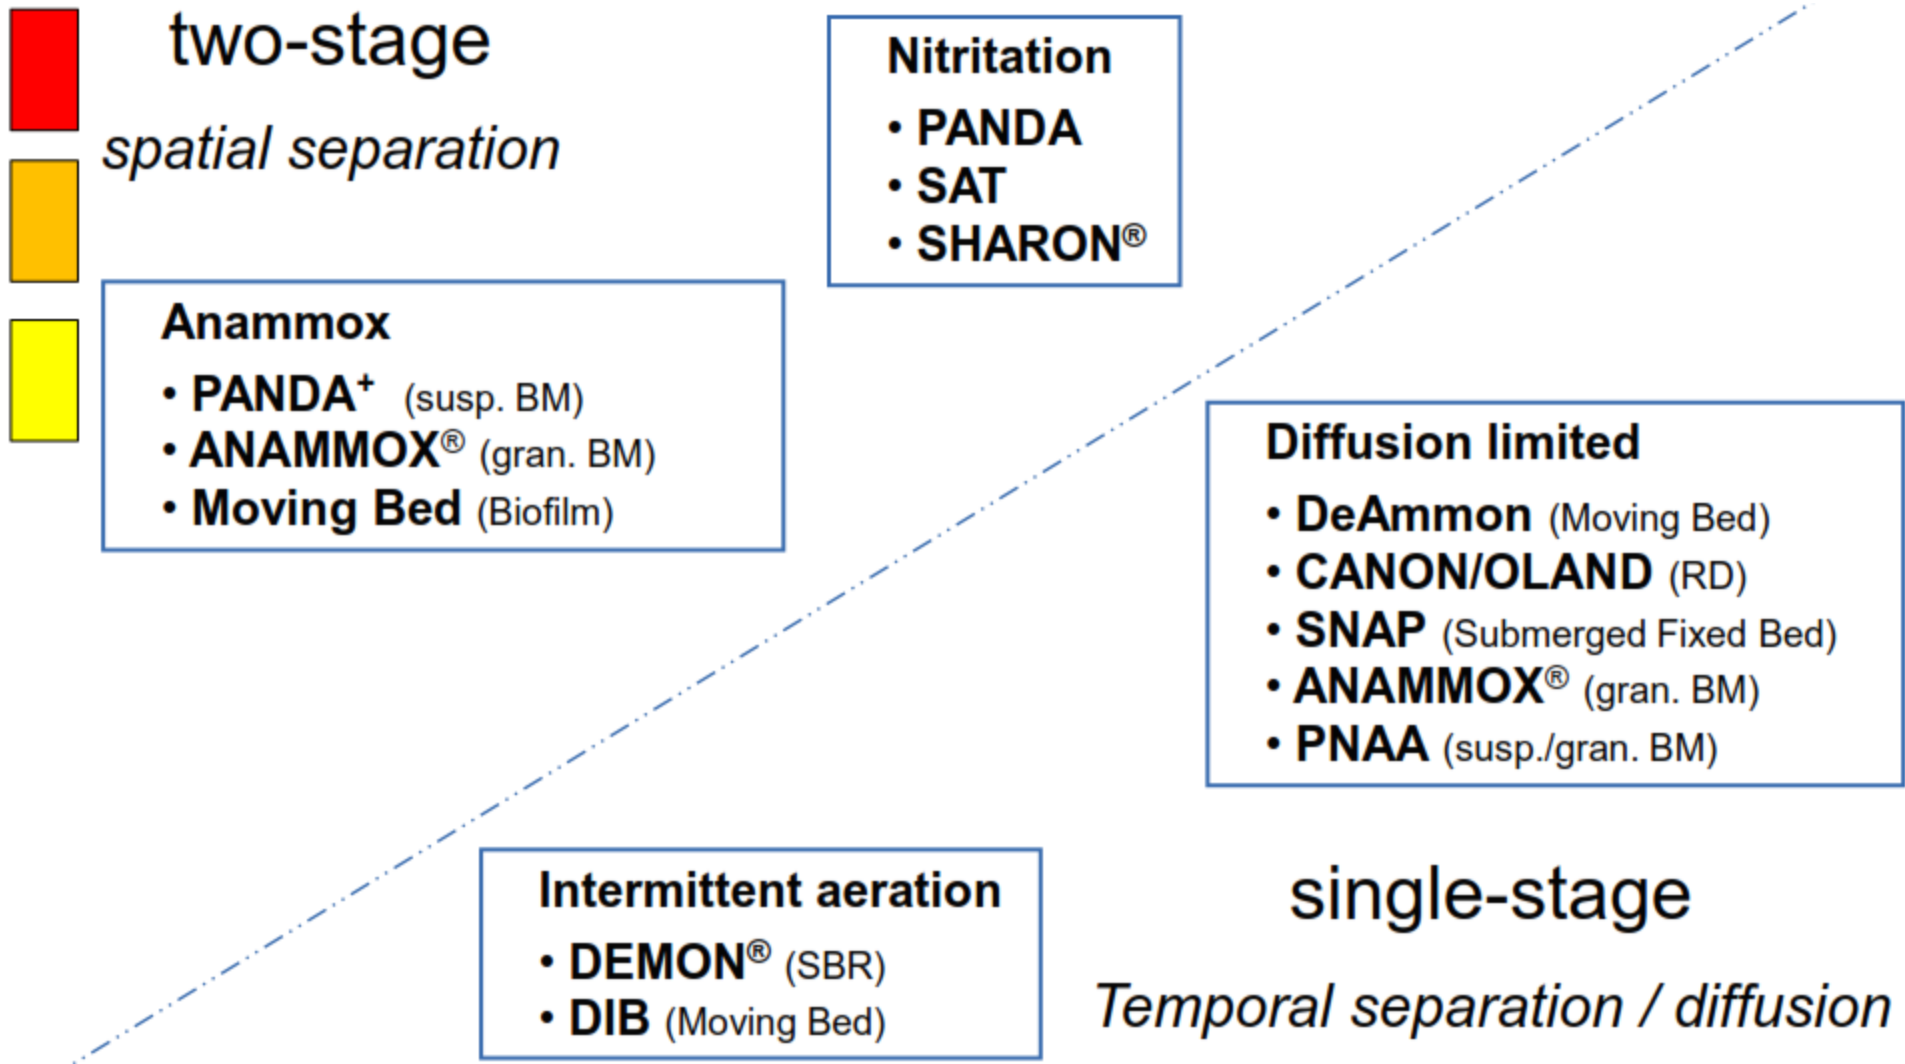 two-stage
spatial separation
Nitritation
• PANDA
• SAT
• SHARON®
Anammox
• PANDA⁺ (susp. BM)
• ANAMMOX® (gran. BM)
• Moving Bed (Biofilm)
Diffusion limited
• DeAmmon (Moving Bed)
• CANON/OLAND (RD)
• SNAP (Submerged Fixed Bed)
• ANAMMOX® (gran. BM)
• PNAA (susp./gran. BM)
Intermittent aeration
• DEMON® (SBR)
• DIB (Moving Bed)
single-stage
Temporal separation / diffusion